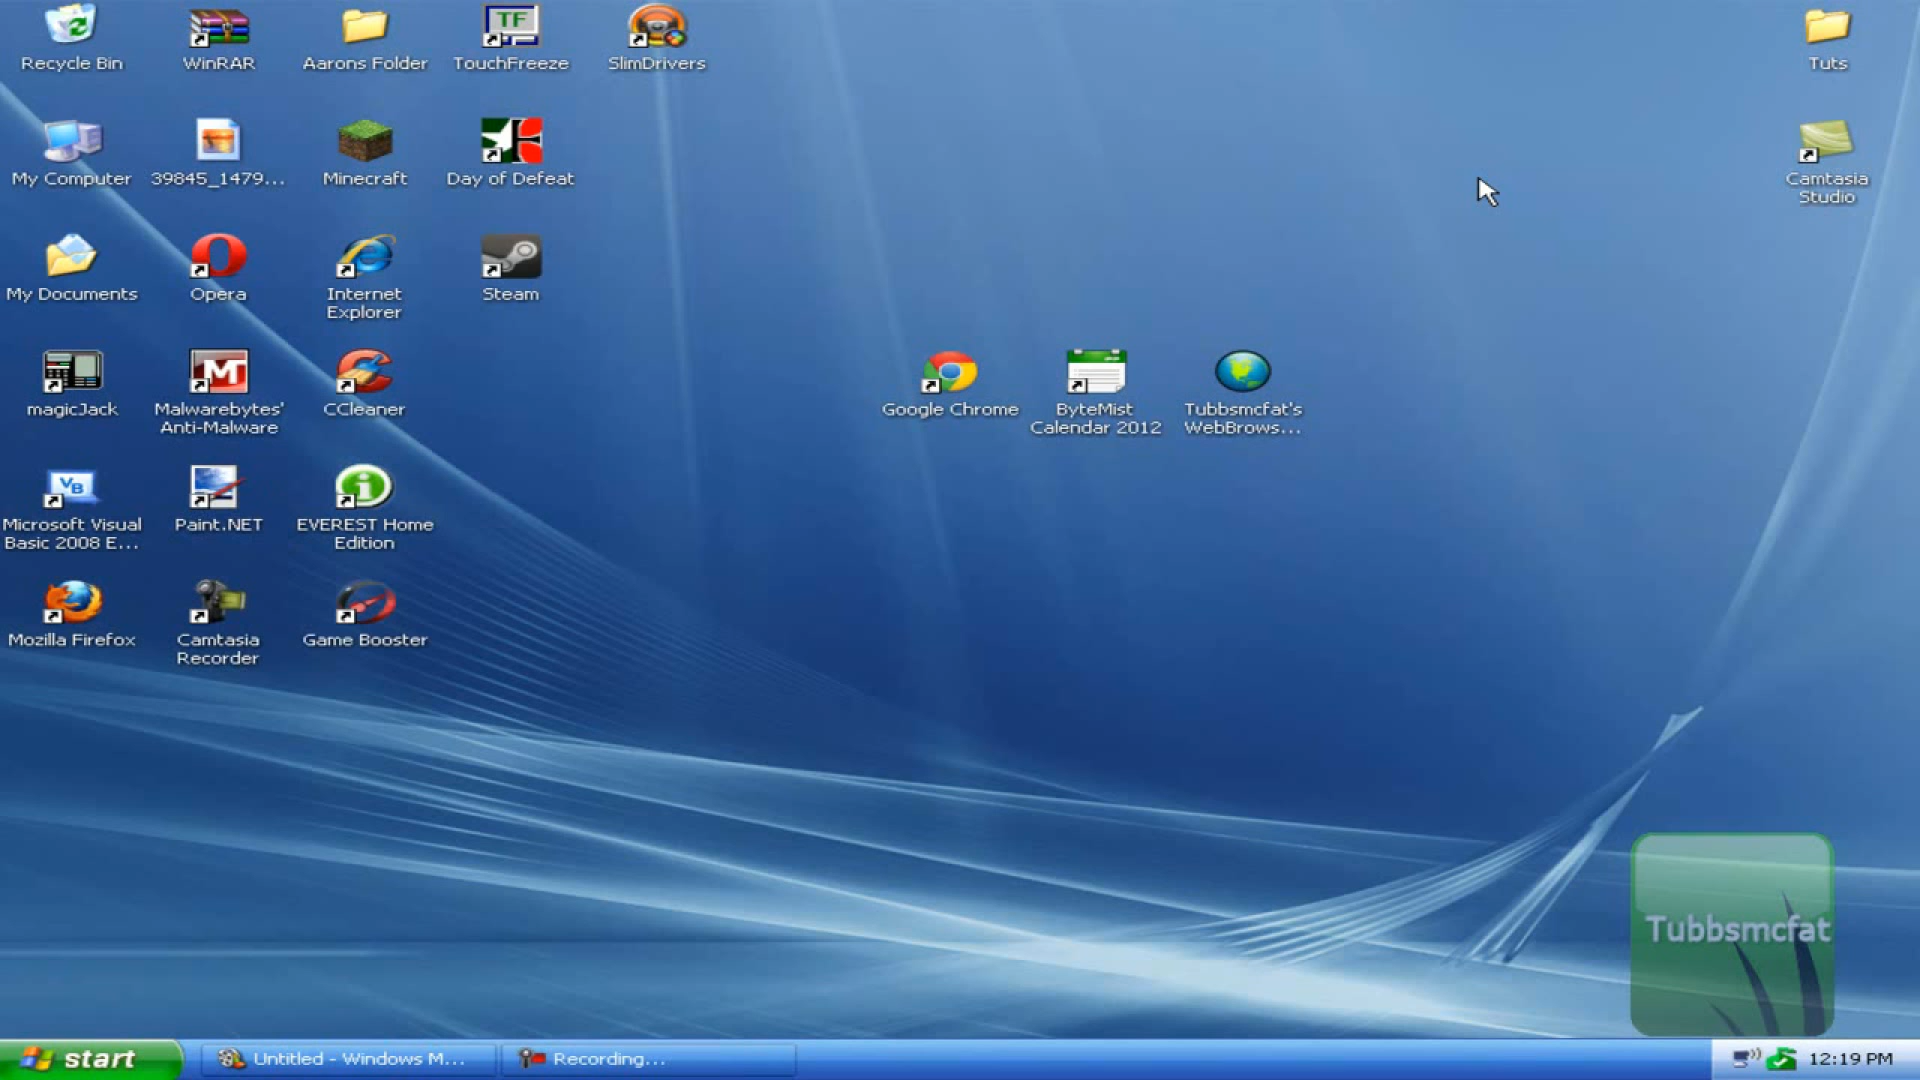 Recycle Bin
WinRAR
Aarons Folder
TF
TouchFreeze
SlimDrivers
Tuts
My Computer
39845_1479...
Minecraft
Day of Defeat
Camtasia
Studio
My Documents
Opera
Internet
Explorer
Steam
magicJack
M
Malwarebytes'
Anti-Malware
CCleaner
Google Chrome
ByteMist
Calendar 2012
Tubbsmcfat's
WebBrows...
VB
Microsoft Visual
Basic 2008 E...
Paint.NET
EVEREST Home
Edition
Mozilla Firefox
Camtasia
Recorder
Game Booster
Tubbsmcfat
start
Untitled - Windows M...
Recording...
12:19 PM